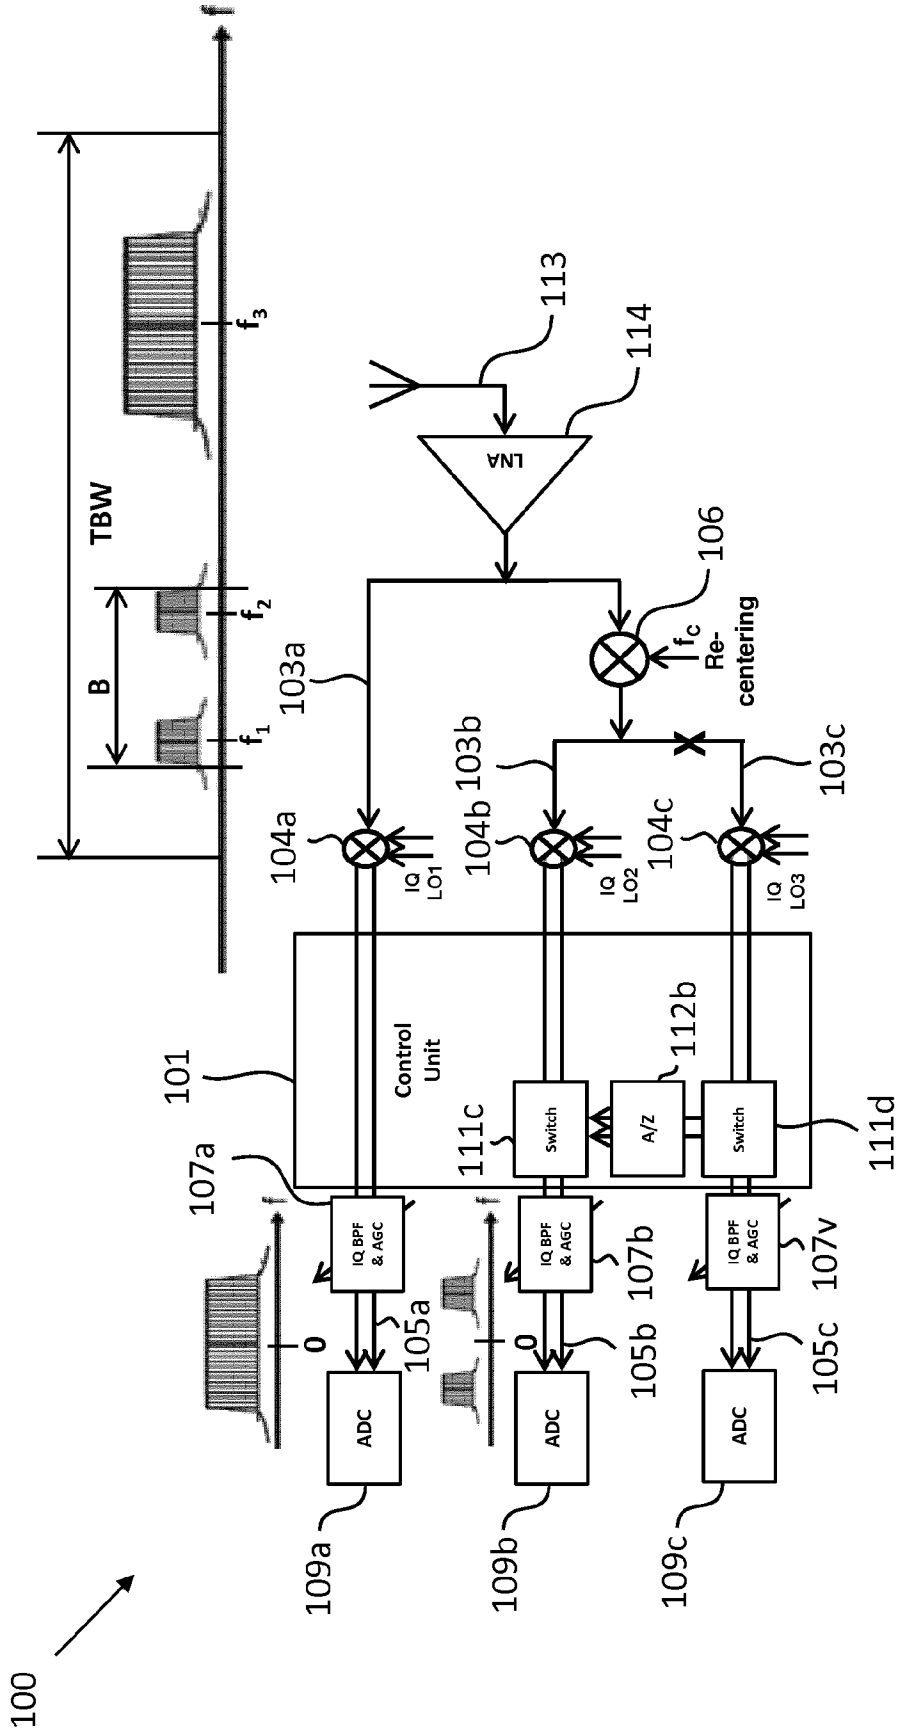 100
f
TBW
B
f1
f2
f3
113
114
LNA
106
fC
Re-
centering
103a
103b
103c
104a
104b
104c
IQ
LO1
IQ
LO2
IQ
LO3
101
Control
Unit
112b
111c
111d
switch
A/Z
Switch
107a
107b
107v
IQ BPF
& AGC
IQ BPF
& AGC
IQ BPF
& AGC
f
0
f
0
105a
105b
105c
ADC
ADC
ADC
109a
109b
109c